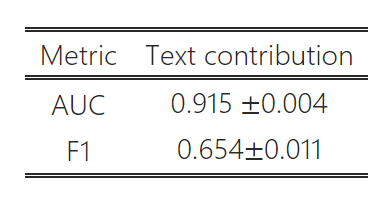 Metric Text contribution
AUC 0.915 ±0.004
F1 0.654±0.011